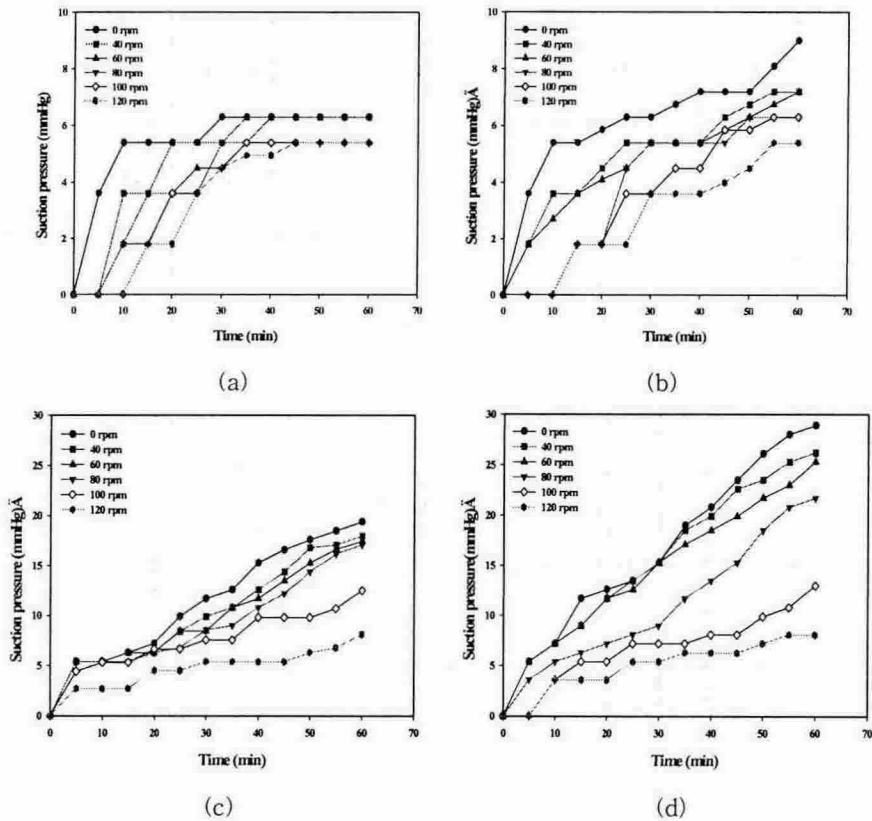 10
8
6
4
2
0
Suction pressure (mmHg)
0 rpm
40 rpm
60 rpm
80 rpm
100 rpm
120 rpm
0 10 20 30 40 50 60 70
Time (min)
(a)
10
8
6
4
2
0
Suction pressure (mmHg)Ä
0 rpm
40 rpm
60 rpm
80 rpm
100 rpm
120 rpm
0 10 20 30 40 50 60 70
Time (min)
(b)
30
25
20
15
10
5
0
Suction pressure (mmHg)Ä
0 rpm
40 rpm
60 rpm
80 rpm
100 rpm
120 rpm
0 10 20 30 40 50 60 70
Time (min)
(c)
30
25
20
15
10
5
0
Suction pressure(mmHg)Ä
0 rpm
40 rpm
60 rpm
80 rpm
100 rpm
120 rpm
0 10 20 30 40 50 60 70
Time (min)
(d)